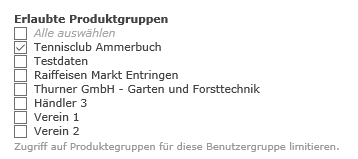 Erlaubte Produktgruppen
Alle auswählen
Tennisclub Ammerbuch
Testdaten
Raiffeisen Markt Entringen
Thurner GmbH - Garten und Forsttechnik
Händler 3
Verein 1
Verein 2
Zugriff auf Produktegruppen für diese Benutzergruppe limitieren.